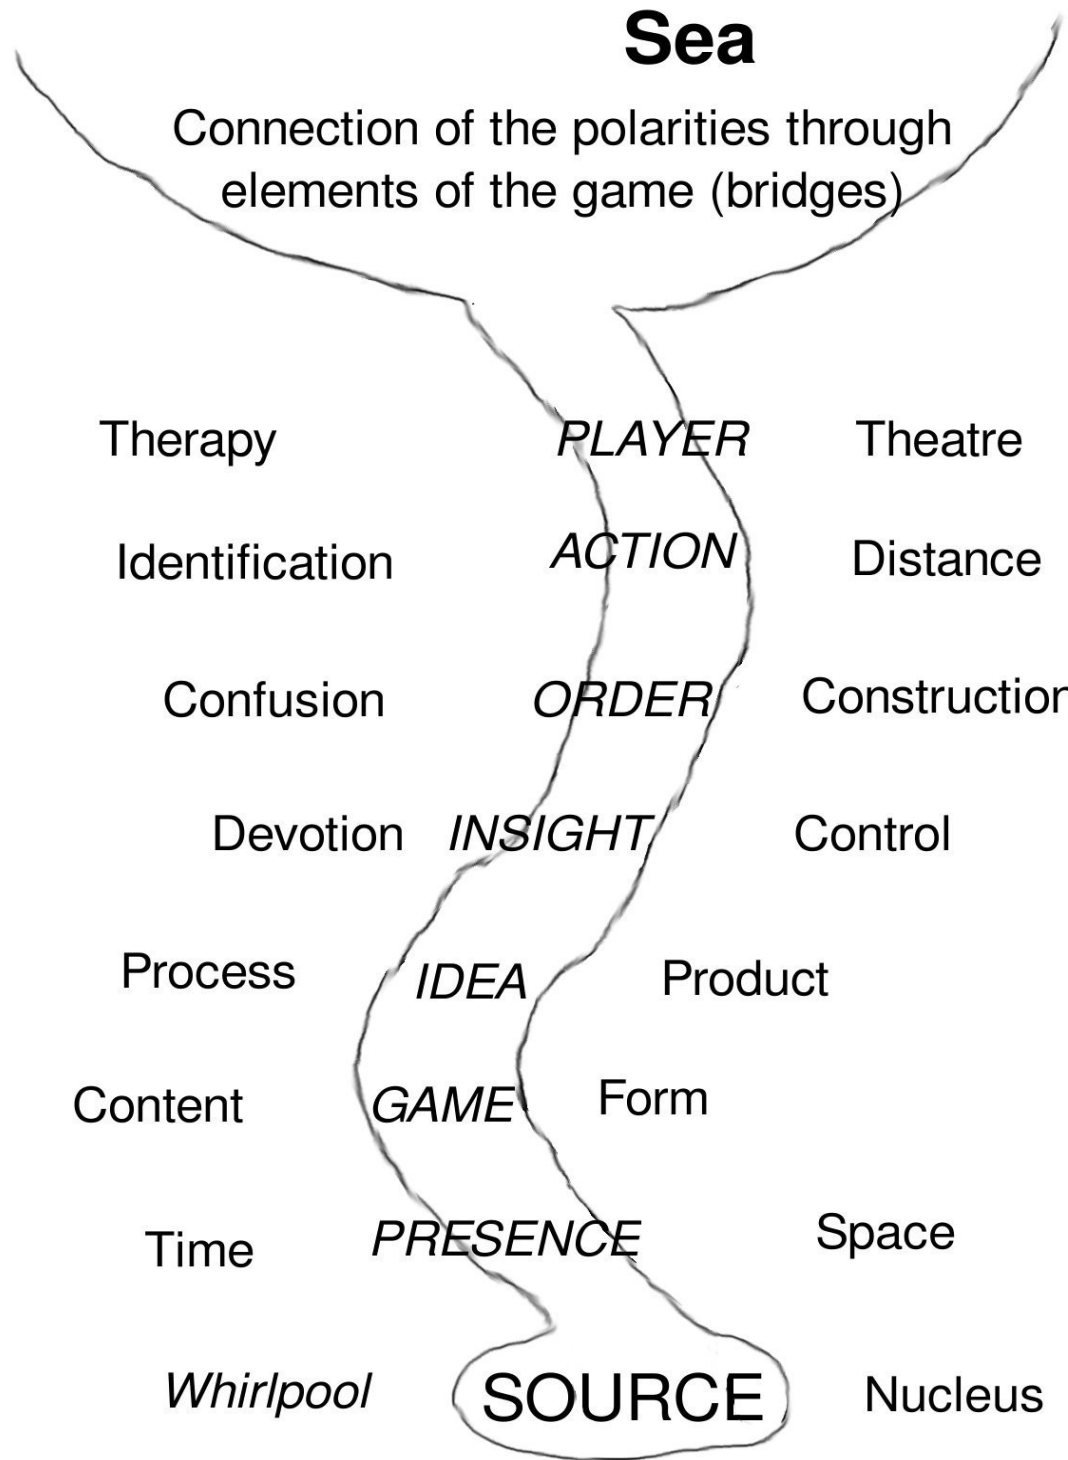 Sea
Connection of the polarities through
elements of the game (bridges)
Therapy PLAYER Theatre
Identification ACTION Distance
Confusion ORDER Construction
Devotion INSIGHT Control
Process IDEA Product
Content GAME Form
Time PRESENCE Space
Whirlpool SOURCE Nucleus